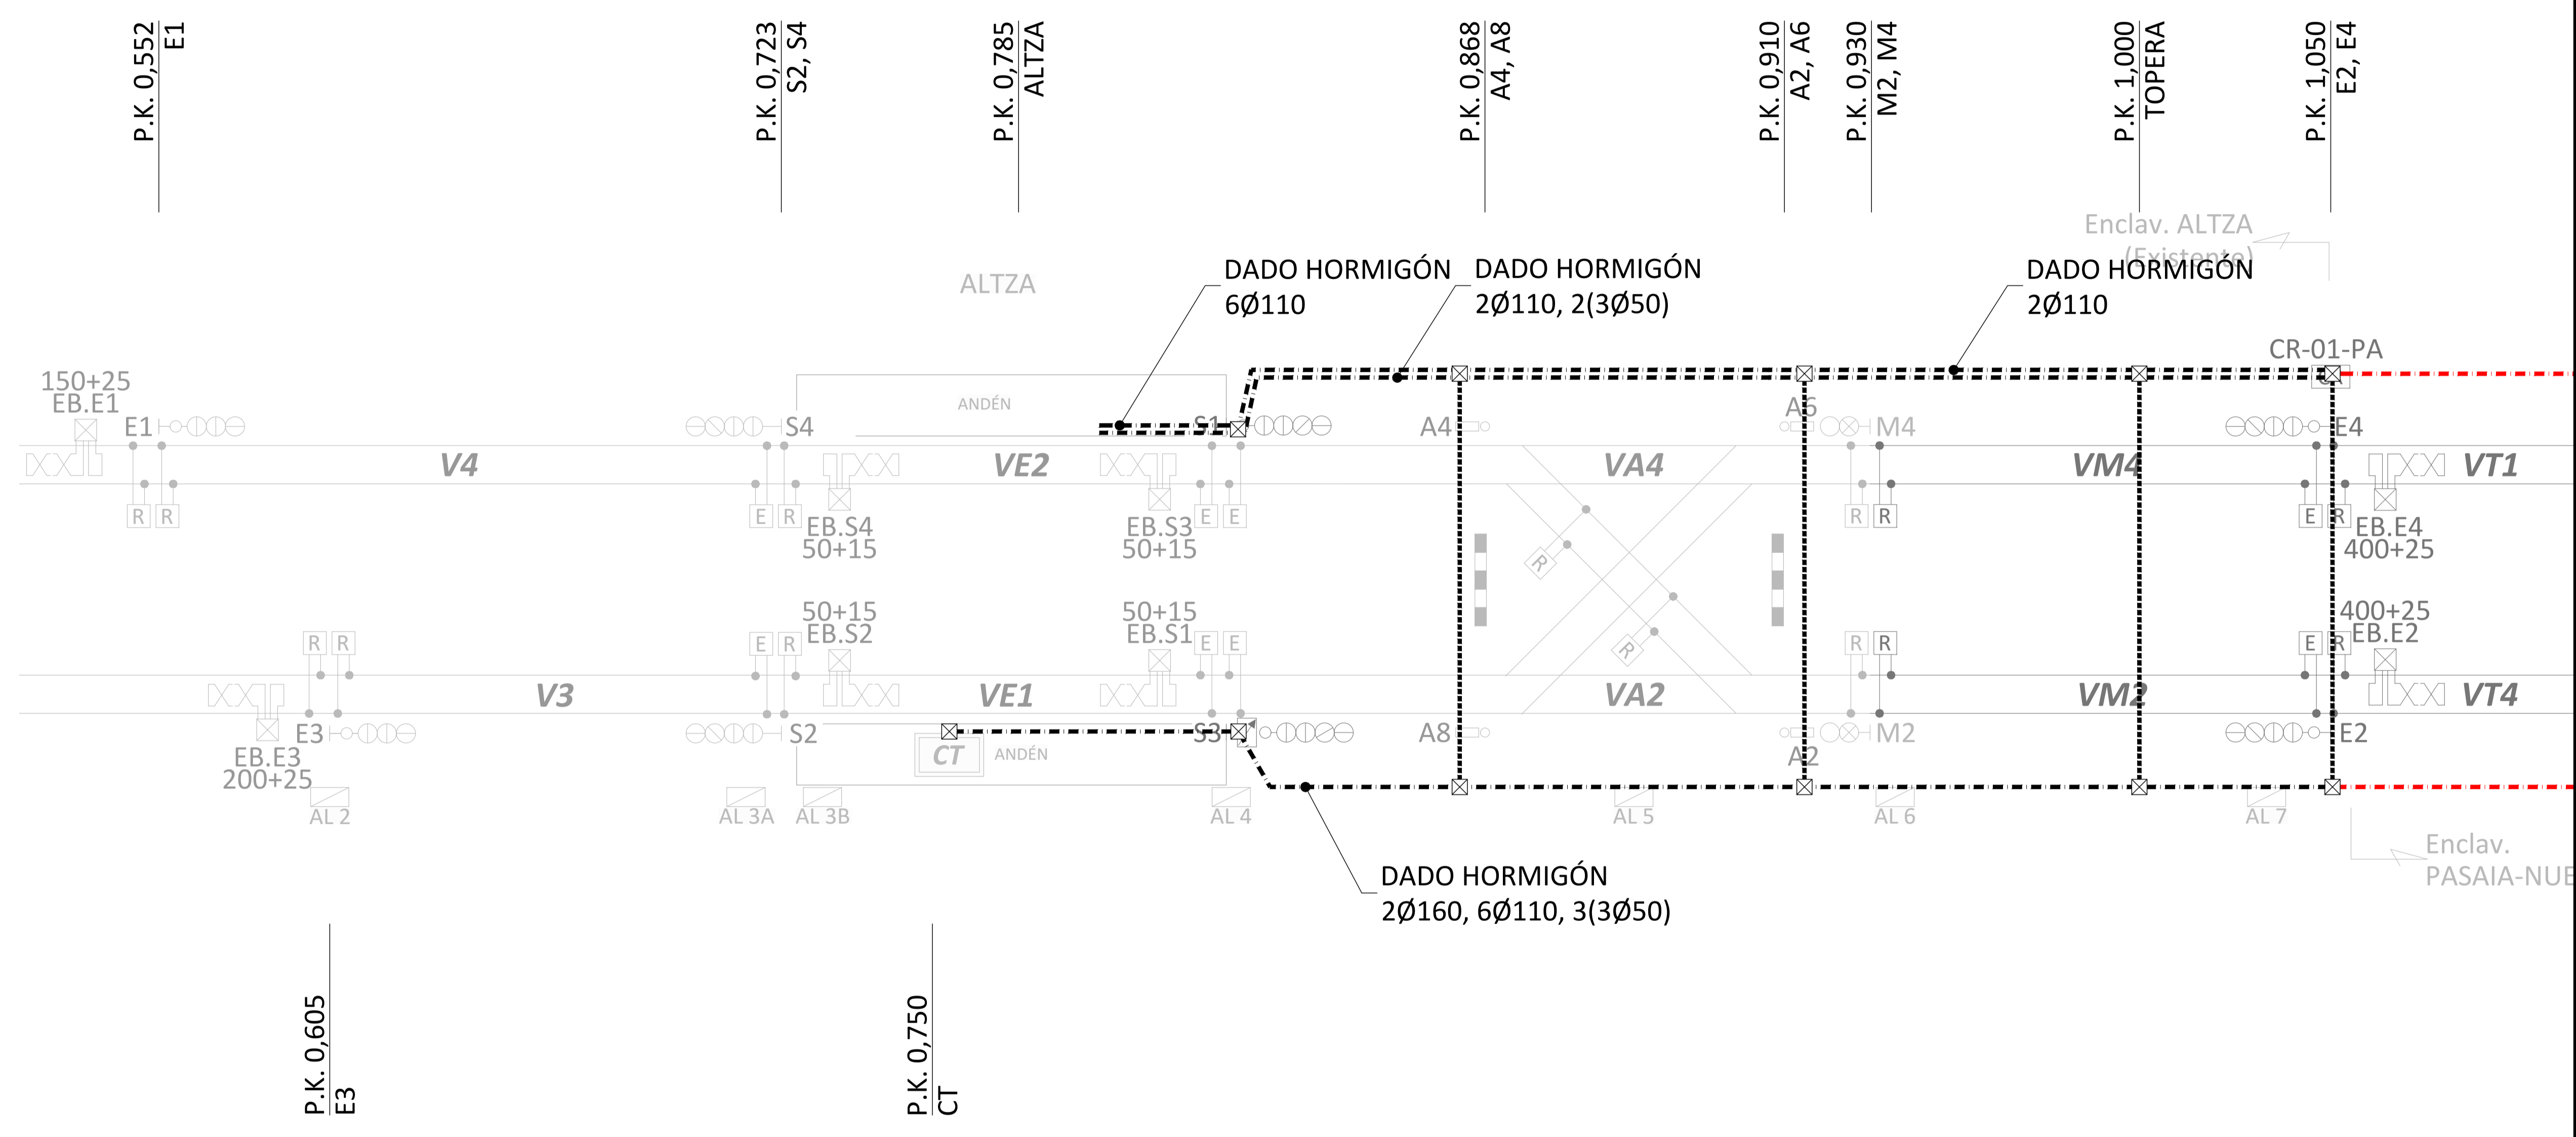 P.K. 0,552
E1
P.K. 0,723
S2, S4
P.K. 0,785
ALTZA
P.K. 0,868
A4, A8
P.K. 0,910
A2, A6
P.K. 0,930
M2, M4
P.K. 1,000
TOPERA
P.K. 1,050
E2, E4
Enclav. ALTZA
(Existente)
ALTZA
DADO HORMIGÓN
6Ø110
DADO HORMIGÓN
2Ø110, 2(3Ø50)
DADO HORMIGÓN
2Ø110
CR-01-PA
150+25
EB.E1
E1
S4
ANDÉN
S1
A4
A6
M4
E4
V4
VE2
VA4
VM4
VT1
R R
E R
EB.S4
50+15
EB.S3
50+15
E E
R R
E R
EB.E4
400+25
R
R
R R
E R
50+15
EB.S2
50+15
EB.S1
E E
R R
E R
400+25
EB.E2
V3
VE1
VA2
VM2
VT4
EB.E3
200+25
E3
S2
CT
ANDÉN
S3
A8
A2
M2
E2
AL 2
AL 3A
AL 3B
AL 4
AL 5
AL 6
AL 7
Enclav.
PASAIA-NUE
DADO HORMIGÓN
2Ø160, 6Ø110, 3(3Ø50)
P.K. 0,605
E3
P.K. 0,750
CT